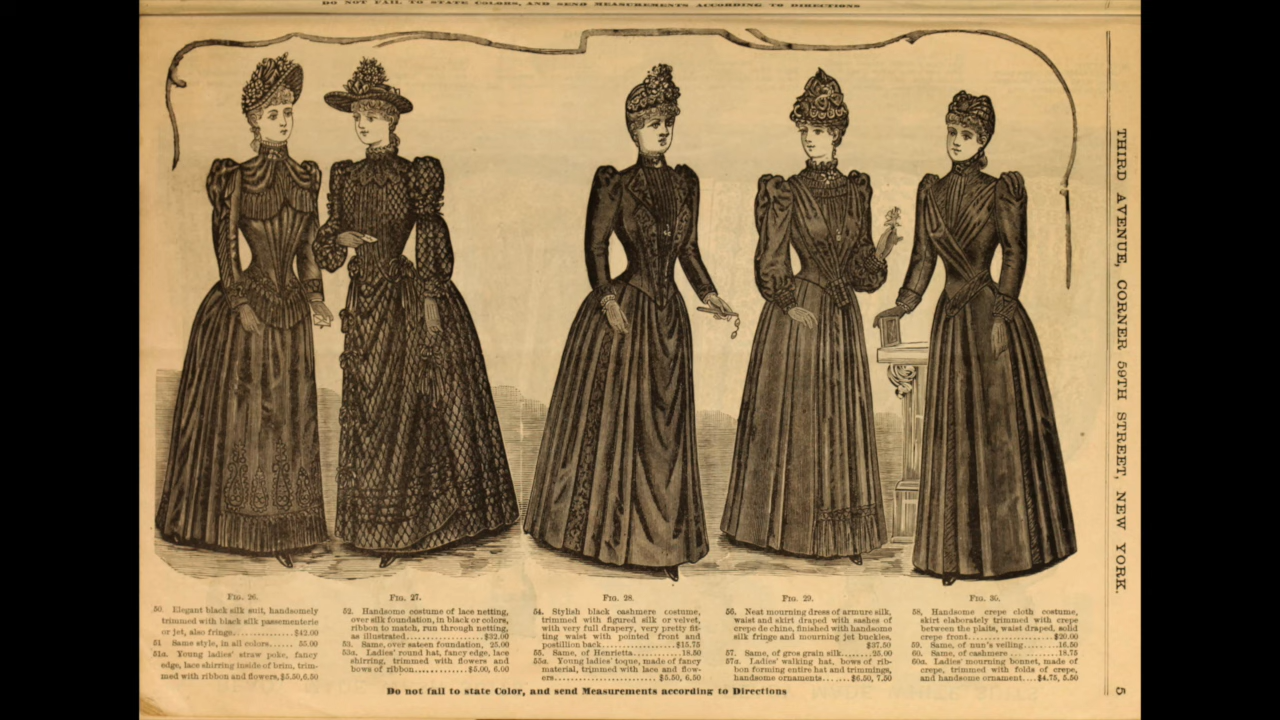 DO NOT FAIL TO STATE COLORS, AND SEND MEASUREMENTS ACCORDING TO DIRECTIONS
THIRD AVENUE, CORNER 59TH STREET, NEW YORK.
5
FIG. 26.
50. Elegant black silk suit, handsomely
trimmed with black silk passementerie
or jet, also fringe..............$42.00
51 Same style, in all colors..... 55.00
51a. Young ladies' straw poke, fancy
edge, lace shirring inside of brim, trim-
med with ribbon and flowers, $5.50, 6.50
FIG. 27.
52. Handsome costume of lace netting,
over silk foundation, in black or colors,
ribbon to match, run through netting,
as illustrated..................$32.00
53. Same, over sateen foundation, 25.00
53a. Ladies' round hat, fancy edge, lace
shirring, trimmed with flowers and
bows of ribbon.............$5.00, 6.00
FIG. 28.
54. Stylish black cashmere costume,
trimmed with figured silk or velvet,
with very full drapery, very pretty fit-
ting waist with pointed front and
postillion back..................$15.75
55. Same, of Henrietta........... 18.50
55a. Young ladies' toque, made of fancy
material, trimmed with lace and flow-
ers...........................$5.50, 6.50
FIG. 29.
56. Neat mourning dress of armure silk,
waist and skirt draped with sashes of
crepe de chine, finished with handsome
silk fringe and mourning jet buckles,
$37.50
57. Same, of gros grain silk..... 25.00
57a. Ladies' walking hat, bows of rib-
bon forming entire hat and trimmings,
handsome ornaments......$6.50, 7.50
FIG. 30.
58. Handsome crepe cloth costume,
skirt elaborately trimmed with crepe
between the plaits, waist draped, solid
crepe front......................$20.00
59. Same, of nun's veiling........ 16.50
60. Same, of cashmere ........... 18.75
60a. Ladies' mourning bonnet, made of
crepe, trimmed with folds of crepe,
and handsome ornament....$4.75, 5.50
Do not fail to state Color, and send Measurements according to Directions